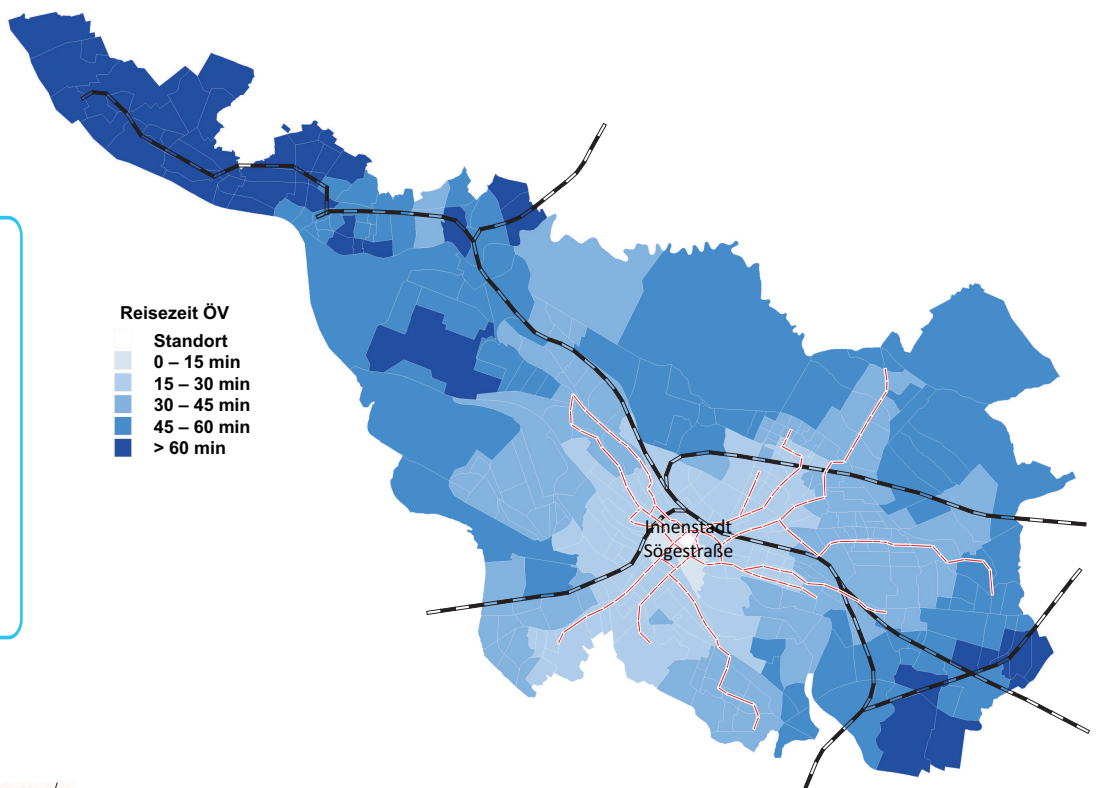 Reisezeit ÖV
Standort
0 – 15 min
15 – 30 min
30 – 45 min
45 – 60 min
> 60 min
Innenstadt
Sögestraße